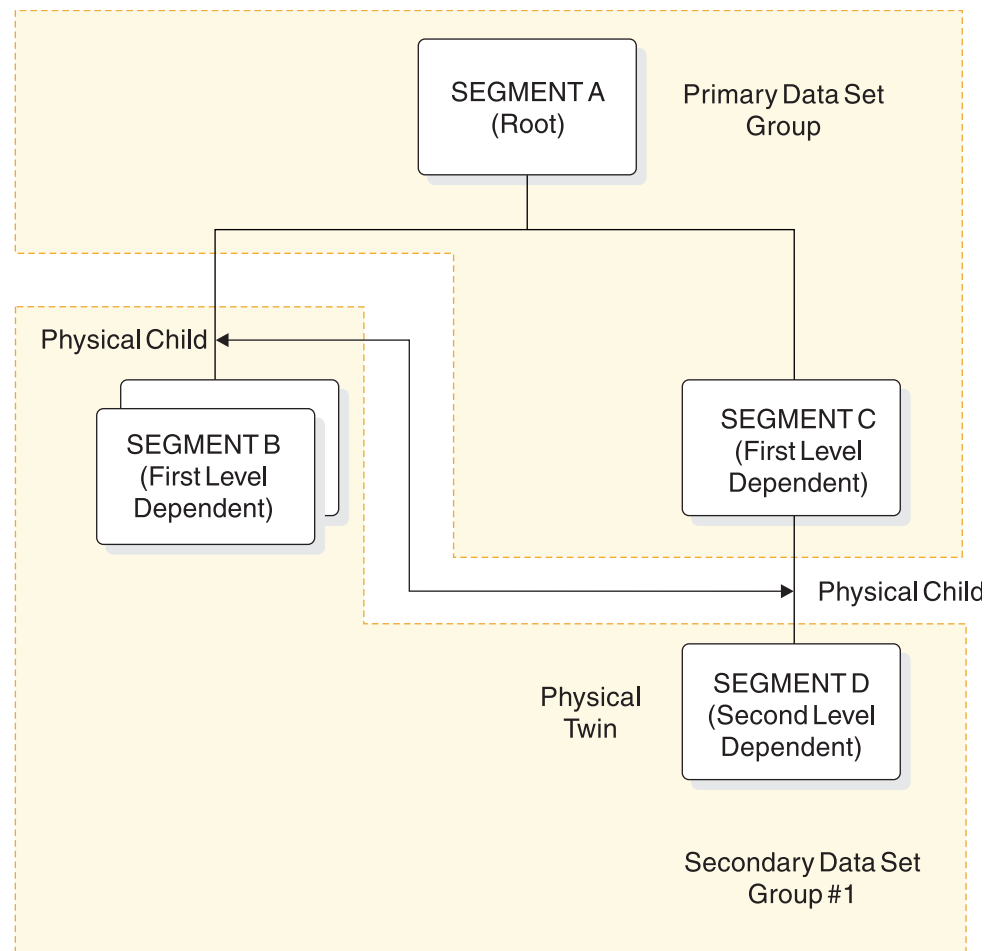 SEGMENT A
(Root)
Primary Data Set
Group
Physical Child
SEGMENT B
(First Level
Dependent)
SEGMENT C
(First Level
Dependent)
Physical Child
Physical
Twin
SEGMENT D
(Second Level
Dependent)
Secondary Data Set
Group #1